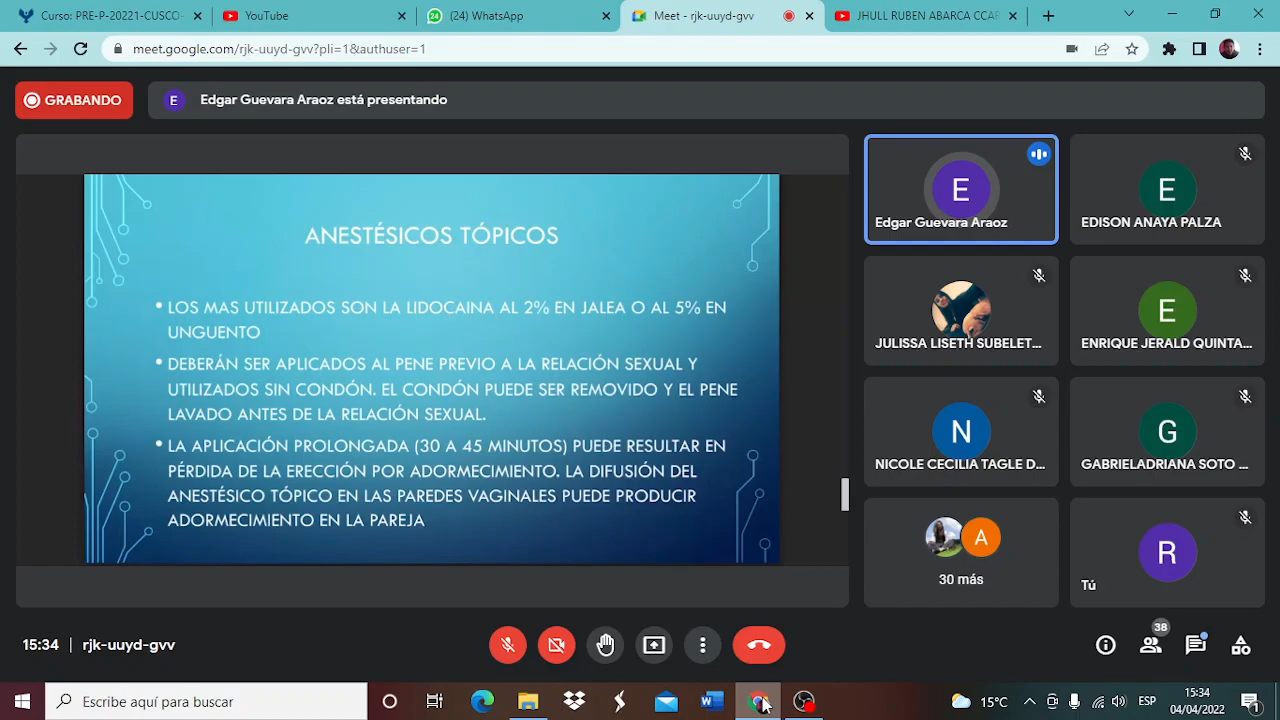 Curso: PRE-P-20221-CUSCO-
YouTube
(24) WhatsApp
Meet - rjk-uuyd-gvv
JHULL RUBEN ABARCA CCAR
meet.google.com/rjk-uuyd-gvv?pli=1&authuser=1
GRABANDO
E
Edgar Guevara Araoz está presentando
ANESTÉSICOS TÓPICOS
• LOS MAS UTILIZADOS SON LA LIDOCAINA AL 2% EN JALEA O AL 5% EN
UNGUENTO
• DEBERÁN SER APLICADOS AL PENE PREVIO A LA RELACIÓN SEXUAL Y
UTILIZADOS SIN CONDÓN. EL CONDÓN PUEDE SER REMOVIDO Y EL PENE
LAVADO ANTES DE LA RELACIÓN SEXUAL.
• LA APLICACIÓN PROLONGADA (30 A 45 MINUTOS) PUEDE RESULTAR EN
PÉRDIDA DE LA ERECCIÓN POR ADORMECIMIENTO. LA DIFUSIÓN DEL
ANESTÉSICO TÓPICO EN LAS PAREDES VAGINALES PUEDE PRODUCIR
ADORMECIMIENTO EN LA PAREJA
E
Edgar Guevara Araoz
E
EDISON ANAYA PALZA
JULISSA LISETH SUBELET...
E
ENRIQUE JERALD QUINTA...
N
NICOLE CECILIA TAGLE D...
G
GABRIELADRIANA SOTO ...
A
30 más
R
Tú
15:34 | rjk-uuyd-gvv
38
Escribe aquí para buscar
15°C
ESP
15:34
04/04/2022